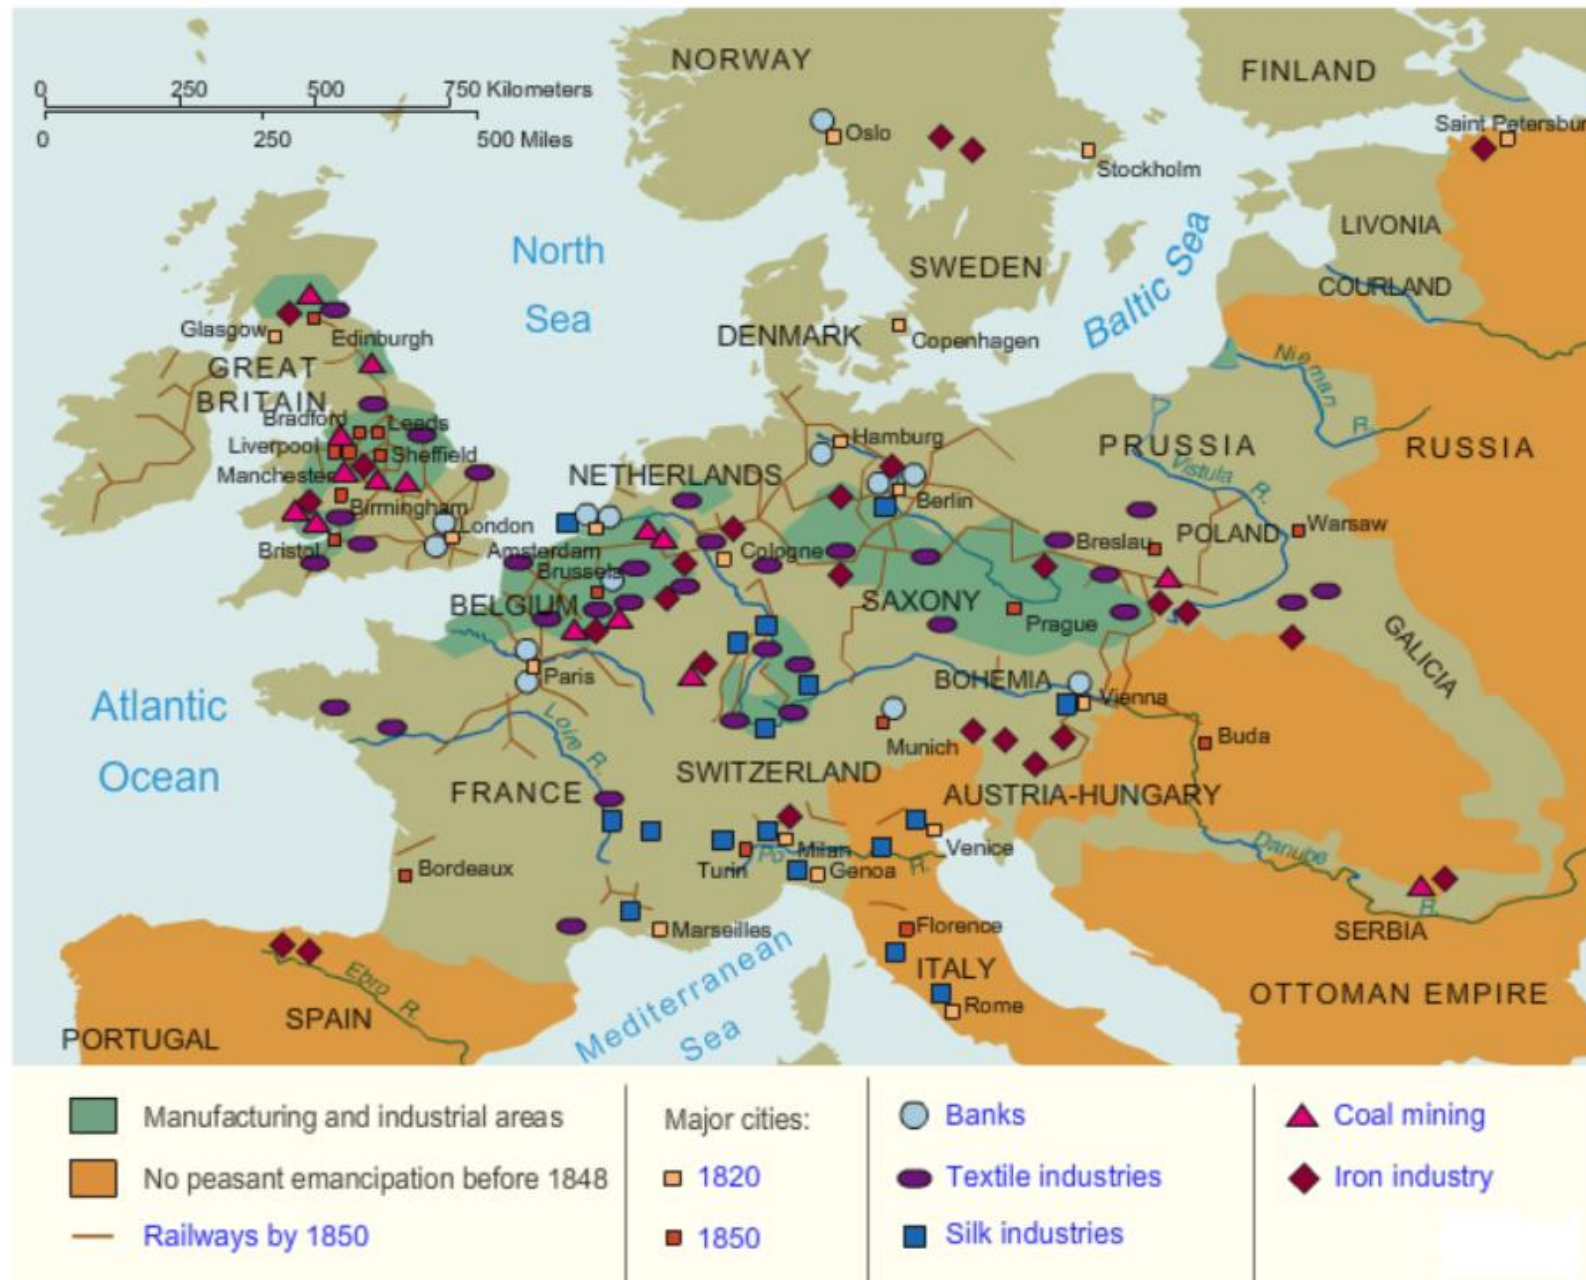 NORWAY
FINLAND
0 250 500 750 Kilometers
0 250 500 Miles
Oslo
Stockholm
Saint Petersbur
LIVONIA
COURLAND
North
Sea
SWEDEN
Baltic Sea
DENMARK
Copenhagen
Glasgow
Edinburgh
GREAT
BRITAIN
Bradford
Leeds
Liverpool
Sheffield
Manchester
Birmingham
London
Bristol
Hamburg
NETHERLANDS
Berlin
PRUSSIA
Nieman
R.
RUSSIA
Vistula R.
POLAND
Warsaw
Amsterdam
Cologne
Breslau
Brussels
BELGIUM
SAXONY
Prague
GALICIA
Atlantic
Ocean
Paris
Loire R.
BOHEMIA
Vienna
Munich
Buda
FRANCE
SWITZERLAND
AUSTRIA-HUNGARY
Bordeaux
Turin
Po
Milan
R.
Genoa
Venice
Danube
R.
SERBIA
Marseilles
Florence
ITALY
Rome
Mediterranean
Sea
Ebro R.
SPAIN
PORTUGAL
OTTOMAN EMPIRE
Manufacturing and industrial areas
No peasant emancipation before 1848
Railways by 1850
Major cities:
1820
1850
Banks
Textile industries
Silk industries
Coal mining
Iron industry